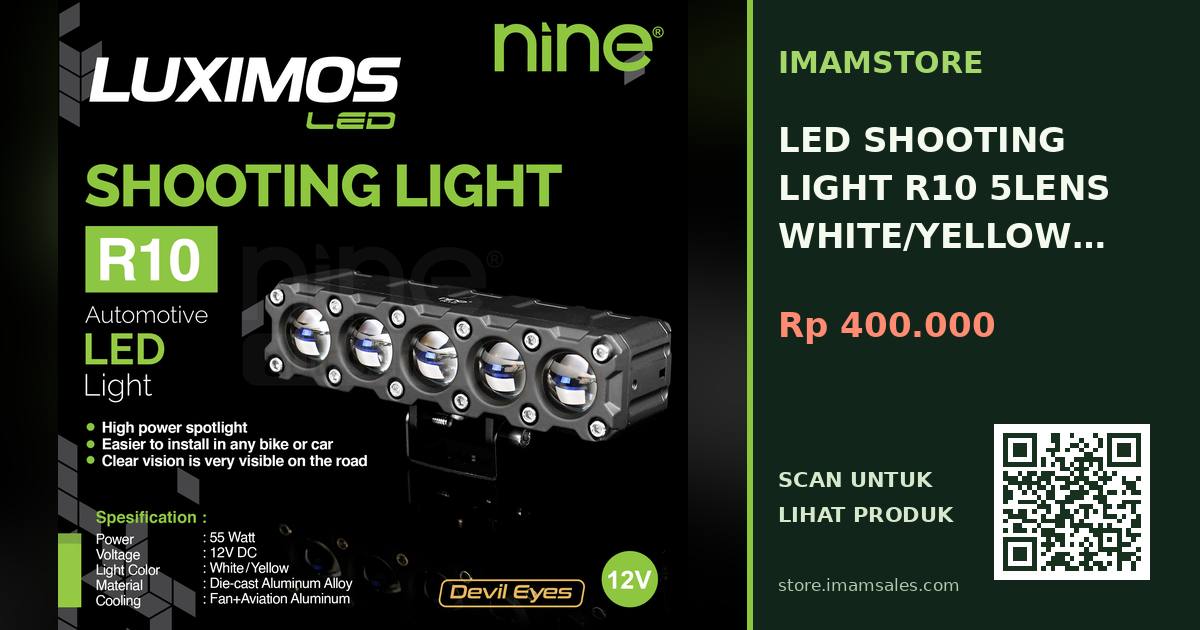 LUXIMOS
LED
nine®
SHOOTING LIGHT
R10
Automotive
LED
Light
nine®
High power spotlight
Easier to install in any bike or car
Clear vision is very visible on the road
Spesification :
Power : 55 Watt
Voltage : 12V DC
Light Color : White/Yellow
Material : Die-cast Aluminum Alloy
Cooling : Fan+Aviation Aluminum
Devil Eyes
12V
IMAMSTORE
LED SHOOTING
LIGHT R10 5LENS
WHITE/YELLOW...
Rp 400.000
SCAN UNTUK
LIHAT PRODUK
store.imamsales.com